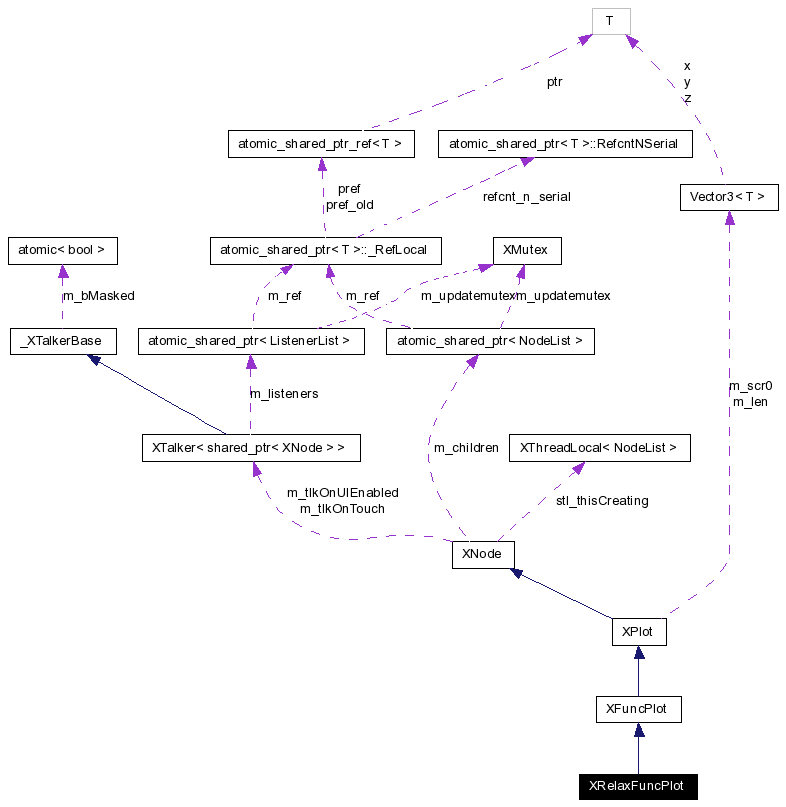 T
x
y
z
ptr
atomic_shared_ptr_ref< T >
atomic_shared_ptr< T >::RefcntNSerial
pref
pref_old
refcnt_n_serial
Vector3< T >
atomic< bool >
atomic_shared_ptr< T >::_RefLocal
XMutex
m_bMasked
m_ref
m_ref
m_updatemutex
m_updatemutex
_XTalkerBase
atomic_shared_ptr< ListenerList >
atomic_shared_ptr< NodeList >
m_scr0
m_len
m_listeners
XTalker< shared_ptr< XNode > >
m_children
XThreadLocal< NodeList >
m_tlkOnUIEnabled
m_tlkOnTouch
stl_thisCreating
XNode
XPlot
XFuncPlot
XRelaxFuncPlot